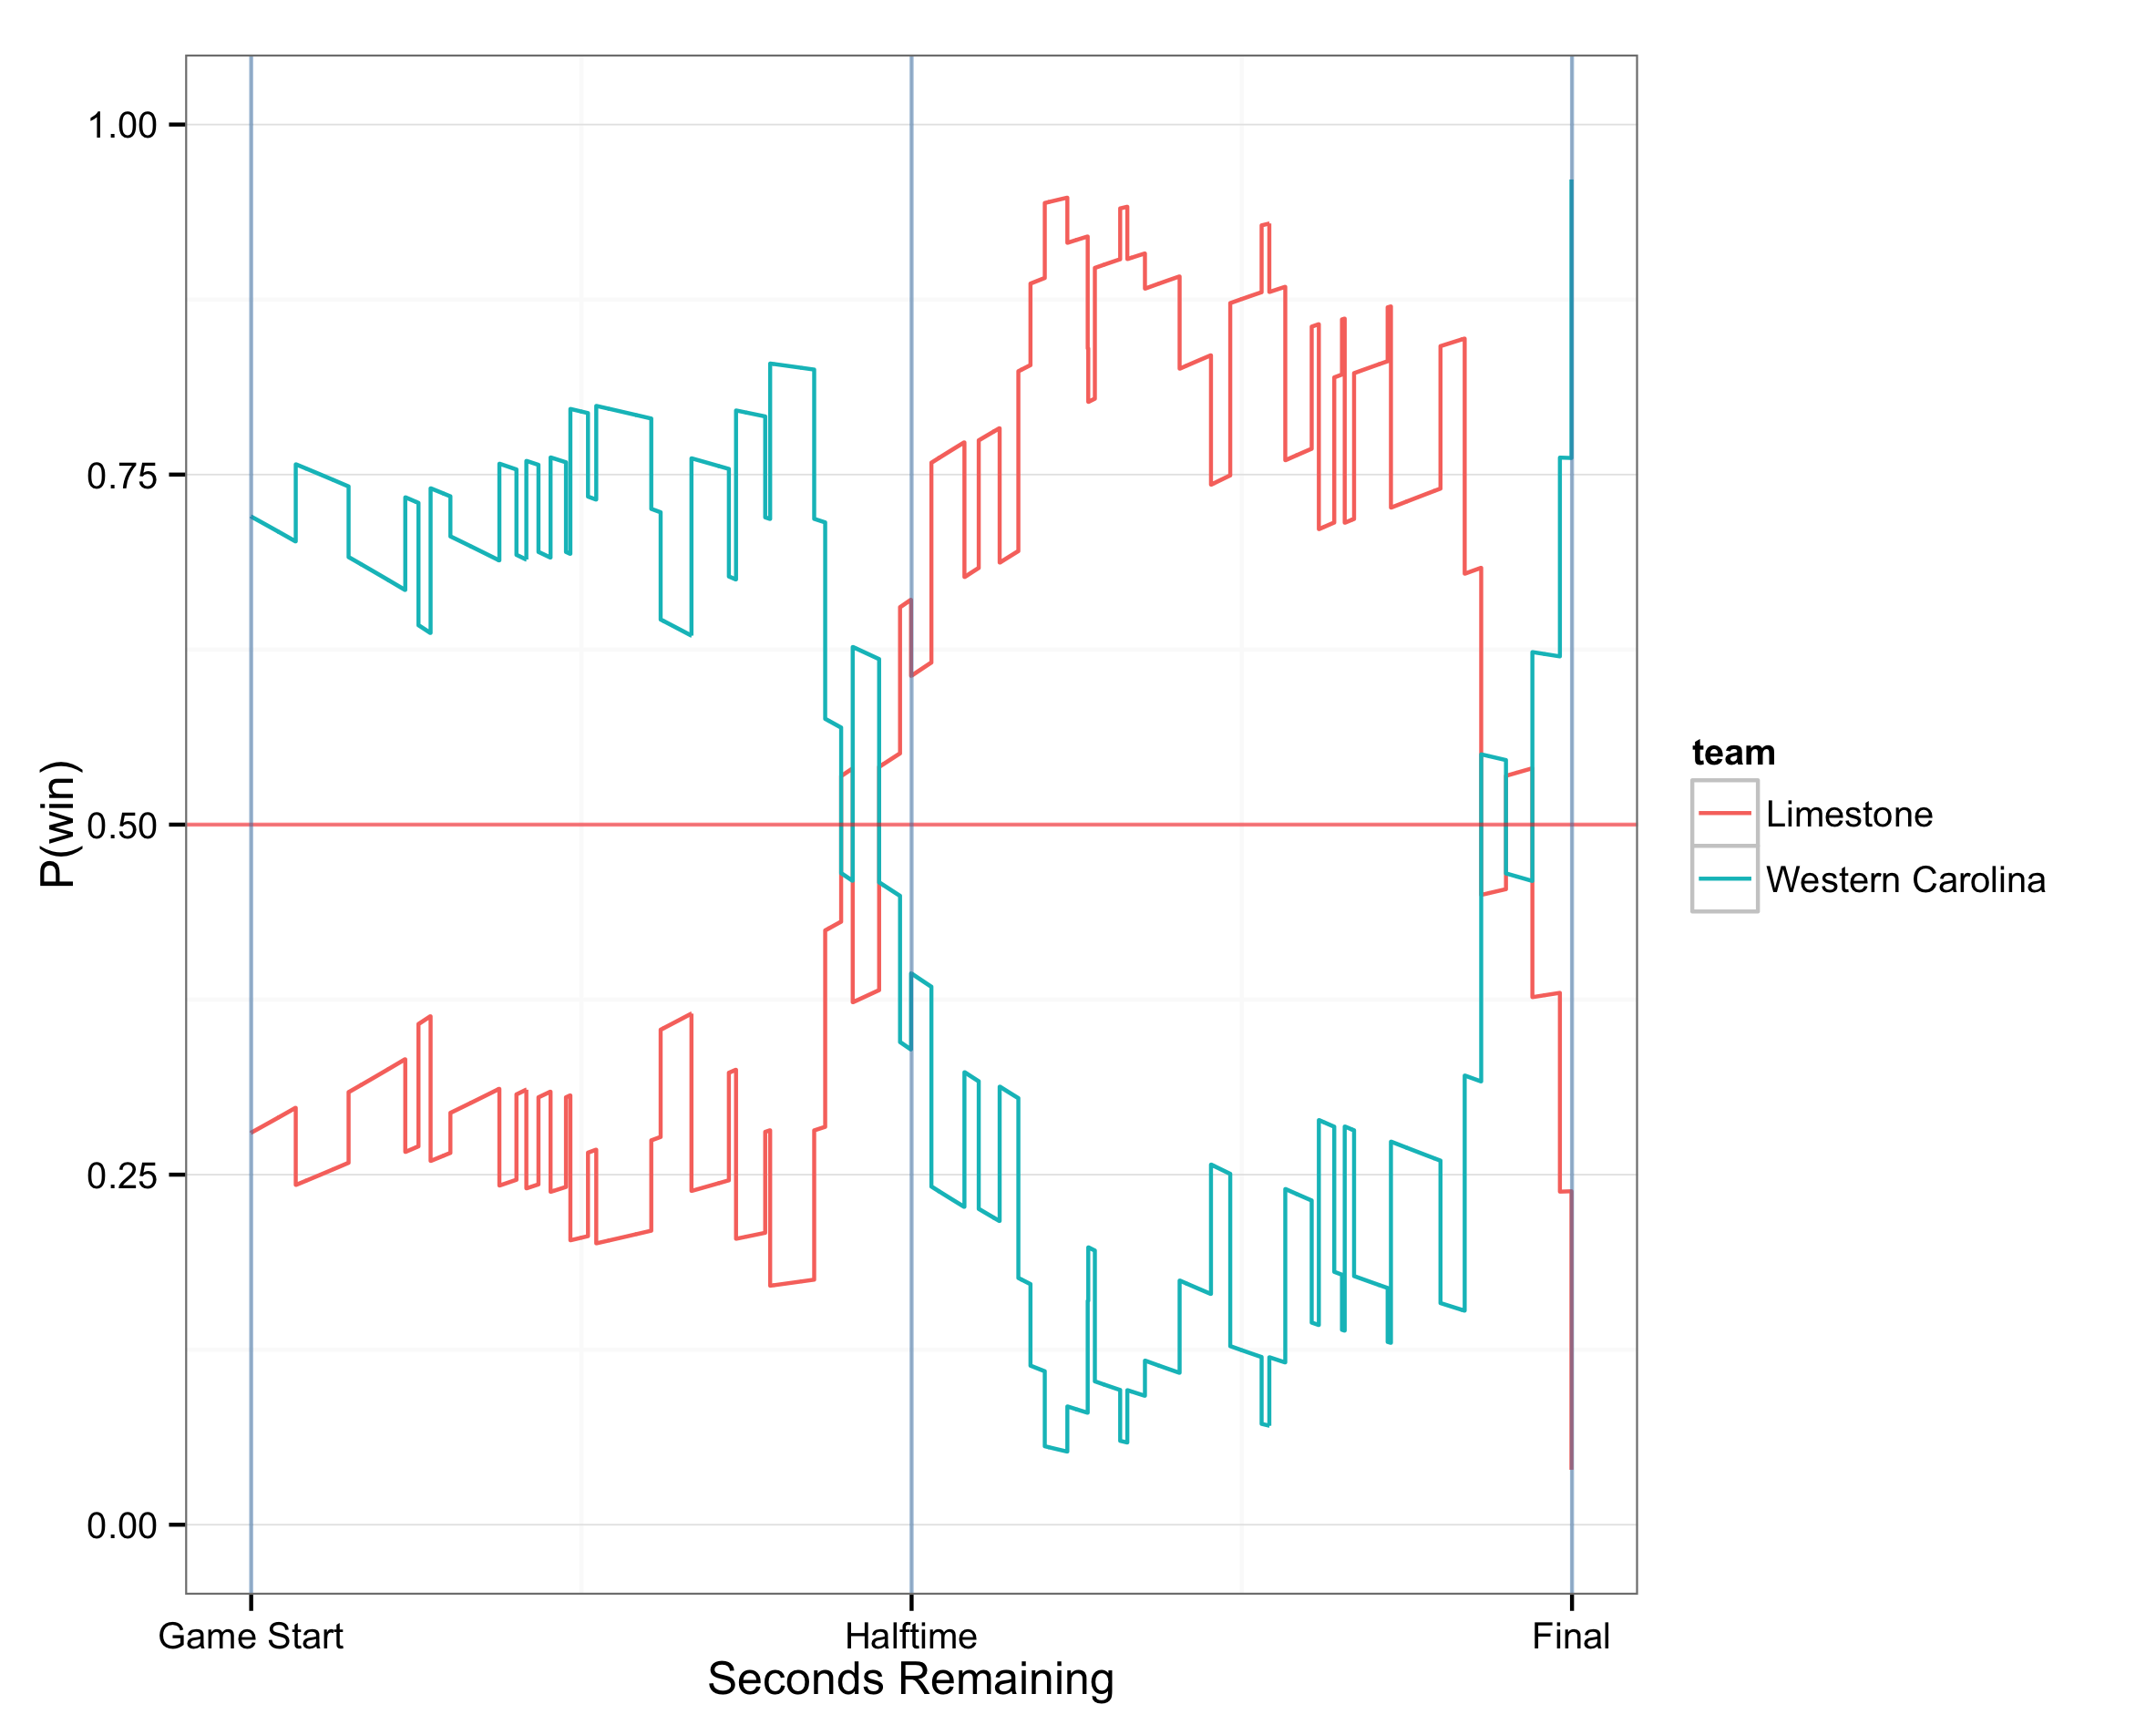 1.00
0.75
0.50
0.25
0.00
P(win)
Game Start
Halftime
Final
Seconds Remaining
team
Limestone
Western Carolina